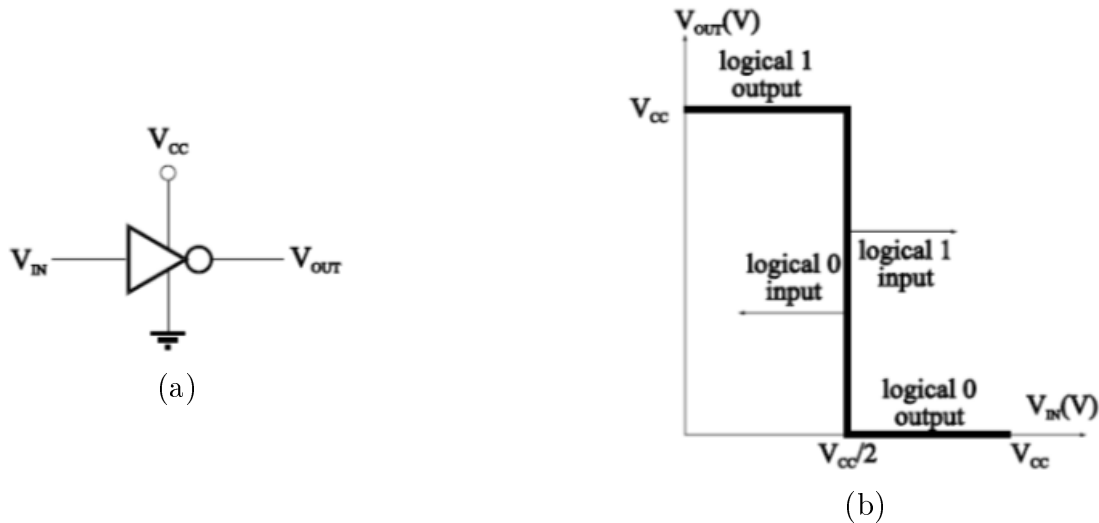 V_CC
V_IN
V_OUT
(a)
V_OUT(V)
logical 1
output
V_CC
logical 1
input
logical 0
input
logical 0
output
V_IN(V)
V_CC/2
V_CC
(b)